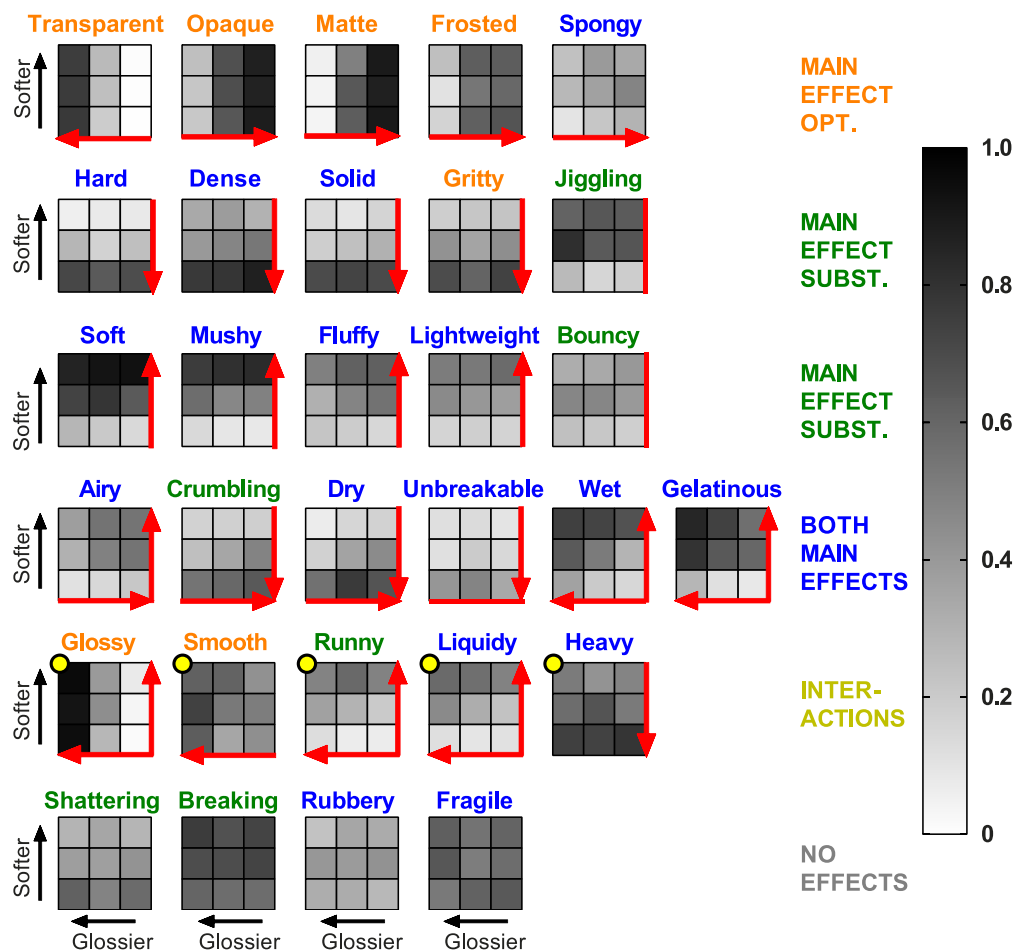 Transparent Opaque Matte Frosted Spongy
Softer
MAIN
EFFECT
OPT.
Hard Dense Solid Gritty Jiggling
Softer
MAIN
EFFECT
SUBST.
Soft Mushy Fluffy Lightweight Bouncy
Softer
MAIN
EFFECT
SUBST.
Airy Crumbling Dry Unbreakable Wet Gelatinous
Softer
BOTH
MAIN
EFFECTS
Glossy Smooth Runny Liquidy Heavy
Softer
INTER-
ACTIONS
Shattering Breaking Rubbery Fragile
Softer
NO
EFFECTS
Glossier Glossier Glossier Glossier
1.0
0.8
0.6
0.4
0.2
0